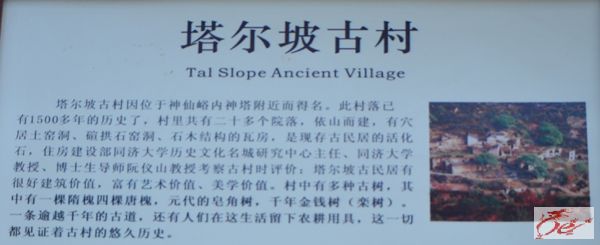 塔尔坡古村
Tal Slope Ancient Village
塔尔坡古村因位于神仙峪内神塔附近而得名。此村落已
有1500多年的历史了，村里共有二十多个院落，依山而建，有穴
居土窑洞、碹拱石窑洞、石木结构的瓦房，是现存古民居的活化
石，住房建设部同济大学历史文化名城研究中心主任、同济大学
教授、博士生导师阮仪山教授考察古村时评价：塔尔坡古民居有
很好建筑价值，富有艺术价值、美学价值。村中有多种古树，其
中有一棵隋槐四棵唐槐，元代的皂角树，千年金钱树（栾树）。
一条逾越千年的古道，还有人们在这生活留下农耕用具，这一切
都见证着古村的悠久历史。